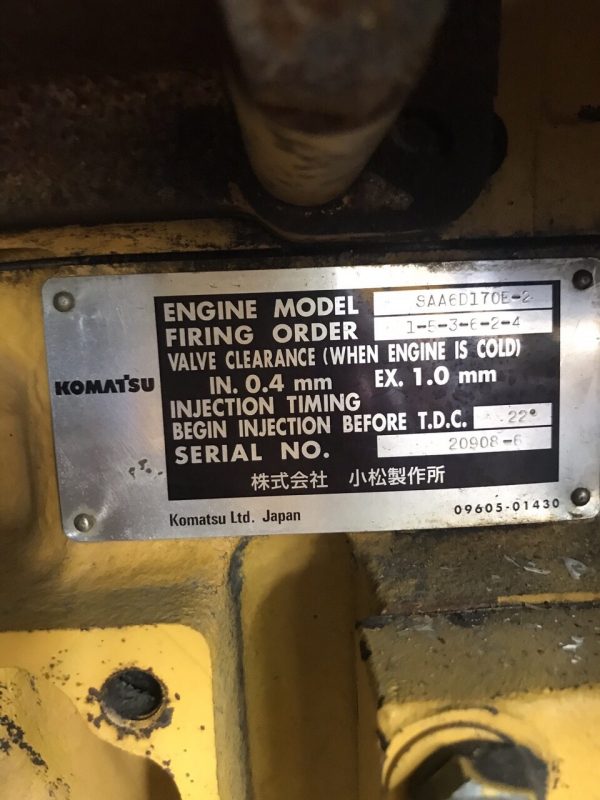 ENGINE MODEL SAA6D170E-2
FIRING ORDER 1-5-3-6-2-4
VALVE CLEARANCE (WHEN ENGINE IS COLD)
IN. 0.4 mm EX. 1.0 mm
KOMATSU
INJECTION TIMING
BEGIN INJECTION BEFORE T.D.C. 22°
SERIAL NO. 20908-6
株式会社 小松製作所
Komatsu Ltd. Japan
09605-01430